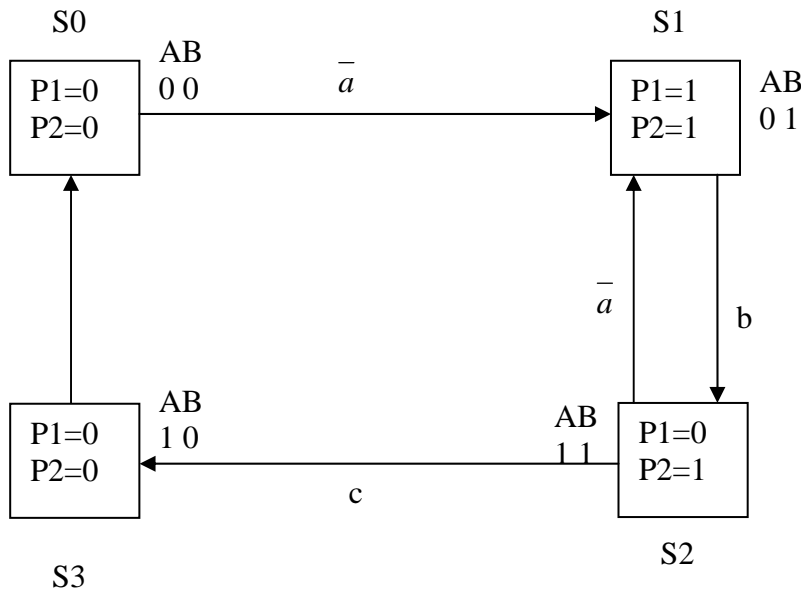 S0
AB
0 0
P1=0
P2=0
a̅
S1
P1=1
P2=1
AB
0 1
a̅
b
P1=0
P2=0
AB
1 0
S3
c
AB
1 1
P1=0
P2=1
S2